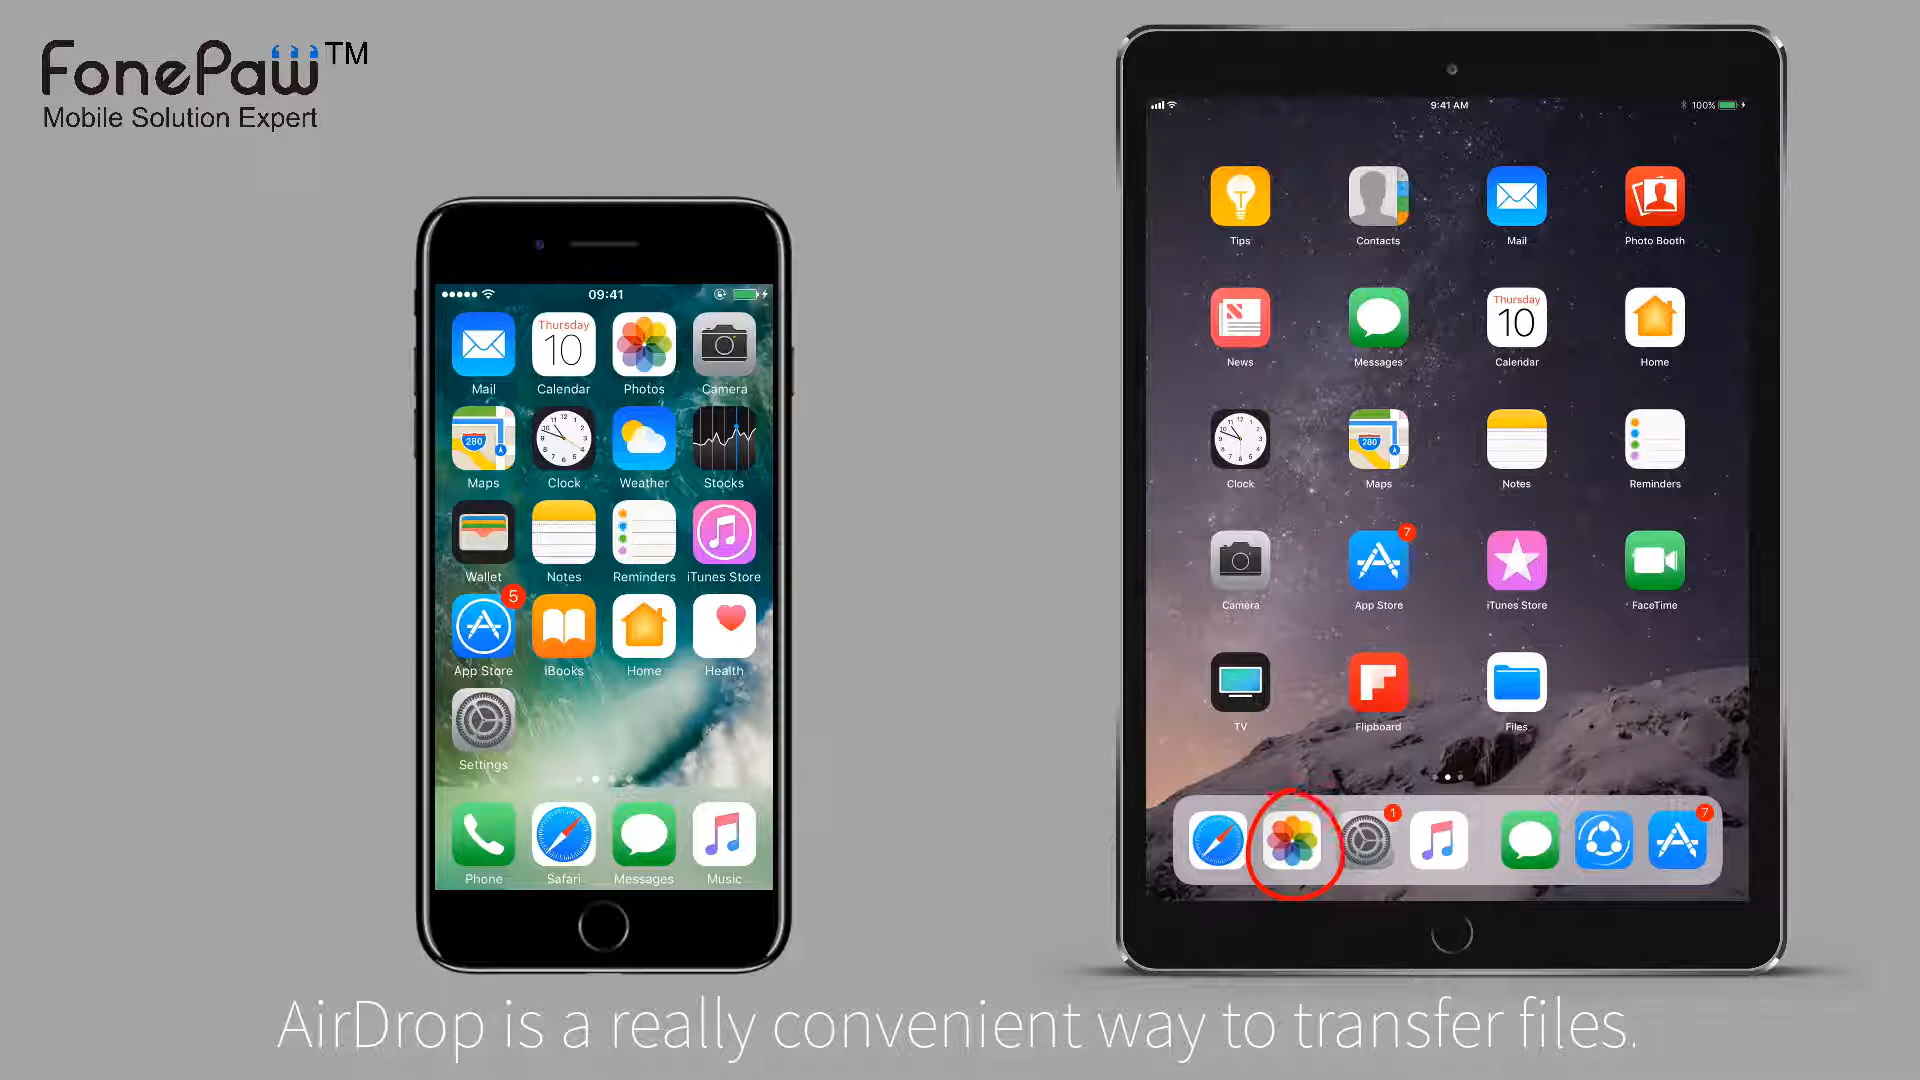 FonePaw™
Mobile Solution Expert
09:41
Thursday
10
Mail
Calendar
Photos
Camera
280
Maps
Clock
Weather
Stocks
Wallet
Notes
Reminders
iTunes Store
5
App Store
iBooks
Home
Health
Settings
Phone
Safari
Messages
Music
9:41 AM
100%
Tips
Contacts
Mail
Photo Booth
Thursday
10
News
Messages
Calendar
Home
280
Clock
Maps
Notes
Reminders
7
Camera
App Store
iTunes Store
FaceTime
TV
Flipboard
Files
1
7
AirDrop is a really convenient way to transfer files.